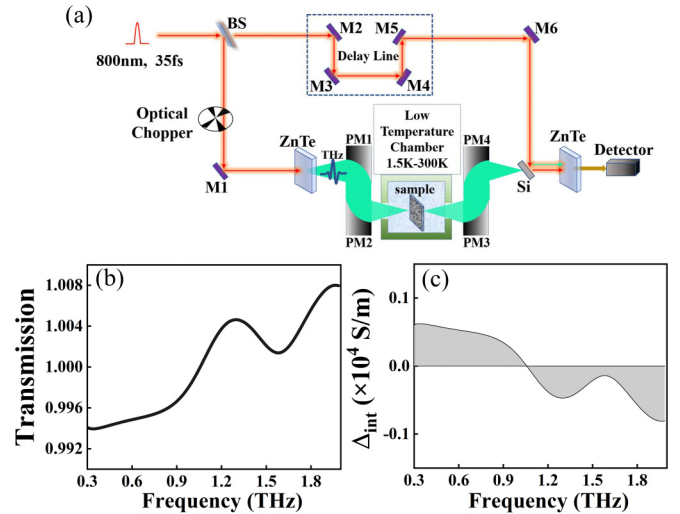 (a)
BS
M2
M5
M6
800nm, 35fs
Delay Line
M3
M4
Optical
Chopper
ZnTe
THz
PM1
Low
Temperature
Chamber
1.5K-300K
PM4
ZnTe
Detector
M1
sample
Si
PM2
PM3
(b)
1.008
1.004
1.000
0.996
0.992
Transmission
0.3 0.6 0.9 1.2 1.5 1.8
Frequency (THz)
(c)
0.1
0.0
-0.1
Δint (×10⁴ S/m)
0.3 0.6 0.9 1.2 1.5 1.8
Frequency (THz)